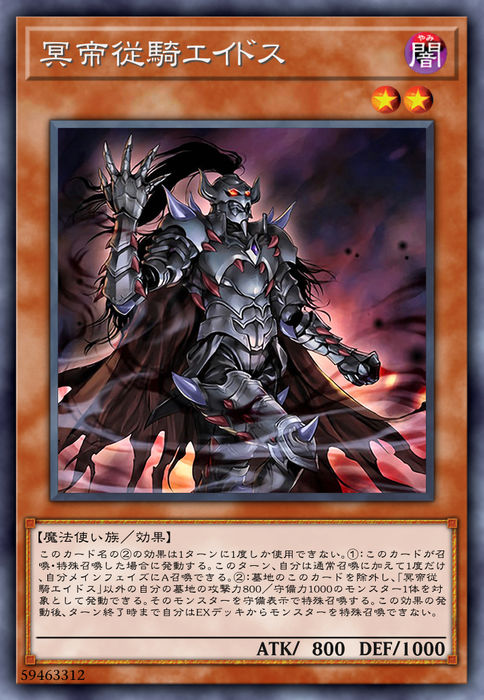 冥帝従騎エイドス
やみ
闇
【魔法使い族／効果】
このカード名の②の効果は1ターンに1度しか使用できない。①：このカードが召
喚・特殊召喚した場合に発動する。このターン、自分は通常召喚に加えて1度だけ、
自分メインフェイズにA召喚できる。②：墓地のこのカードを除外し、「冥帝従
騎エイドス」以外の自分の墓地の攻撃力800／守備力1000のモンスター1体を対
象として発動できる。そのモンスターを守備表示で特殊召喚する。この効果の発
動後、ターン終了時まで自分はEXデッキからモンスターを特殊召喚できない。
ATK/ 800 DEF/1000
59463312